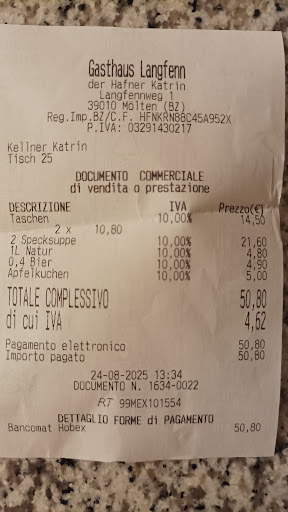 Gasthaus Langfenn
der Hafner Katrin
Langfennweg 1
39010 Mölten (BZ)
Reg.Imp.BZ/C.F. HFNKRN88C45A952X
P.IVA: 03291430217
Kellner Katrin
Tisch 25
DOCUMENTO COMMERCIALE
di vendita o prestazione
DESCRIZIONE IVA Prezzo(€)
Taschen 10,00% 14,50
2 x 10,80
2 Specksuppe 10,00% 21,60
1L Natur 10,00% 4,80
0,4 Bier 10,00% 4,90
Apfelkuchen 10,00% 5,00
TOTALE COMPLESSIVO 50,80
di cui IVA 4,62
Pagamento elettronico 50,80
Importo pagato 50,80
24-08-2025 13:34
DOCUMENTO N. 1634-0022
RT 99MEX101554
DETTAGLIO FORME di PAGAMENTO
Bancomat Hobex 50,80